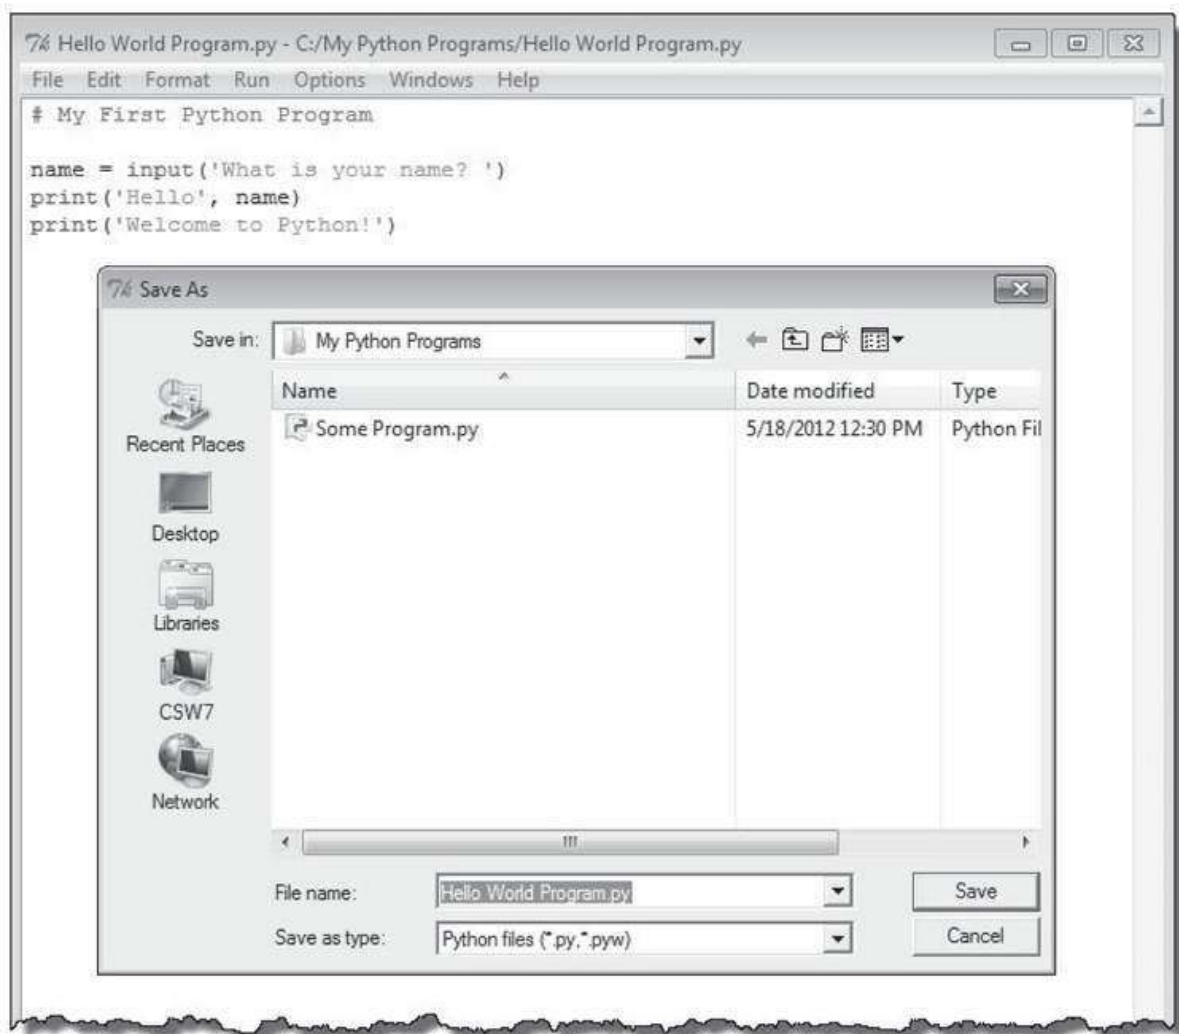 Hello World Program.py - C:/My Python Programs/Hello World Program.py
File Edit Format Run Options Windows Help
# My First Python Program
name = input('What is your name? ')
print('Hello', name)
print('Welcome to Python!')
Save As
Save in: My Python Programs
Name Date modified Type
Some Program.py 5/18/2012 12:30 PM Python Fil
Recent Places
Desktop
Libraries
CSW7
Network
File name: Hello World Program.py Save
Save as type: Python files (*.py,*.pyw) Cancel